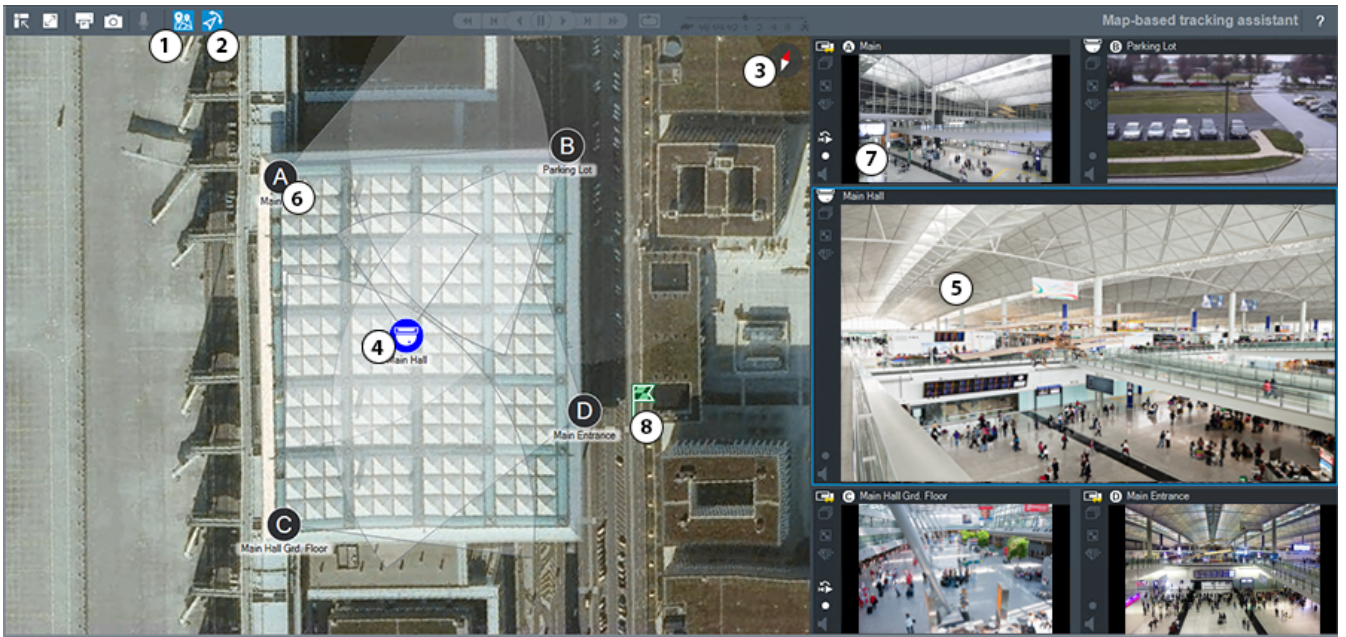 Map-based tracking assistant ?
1
2
3
A Main
B Parking Lot
7
B
Parking Lot
A
Main
6
Main Hall
5
4
Main Hall
D
Main Entrance
8
C
Main Hall Grd. Floor
C Main Hall Grd. Floor
D Main Entrance